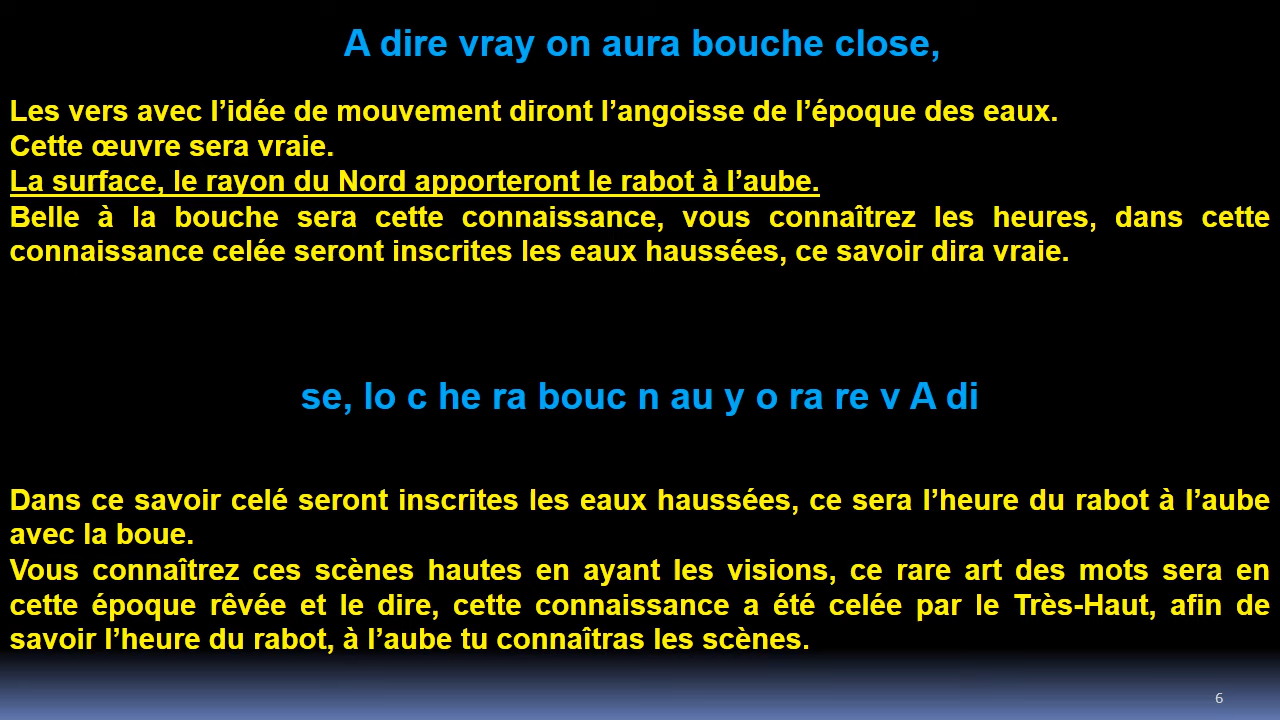 A dire vray on aura bouche close,
Les vers avec l’idée de mouvement diront l’angoisse de l’époque des eaux.
Cette œuvre sera vraie.
La surface, le rayon du Nord apporteront le rabot à l’aube.
Belle à la bouche sera cette connaissance, vous connaîtrez les heures, dans cette
connaissance celée seront inscrites les eaux haussées, ce savoir dira vraie.
se, lo c he ra bouc n au y o ra re v A di
Dans ce savoir celé seront inscrites les eaux haussées, ce sera l’heure du rabot à l’aube
avec la boue.
Vous connaîtrez ces scènes hautes en ayant les visions, ce rare art des mots sera en
cette époque rêvée et le dire, cette connaissance a été celée par le Très-Haut, afin de
savoir l’heure du rabot, à l’aube tu connaîtras les scènes.
6